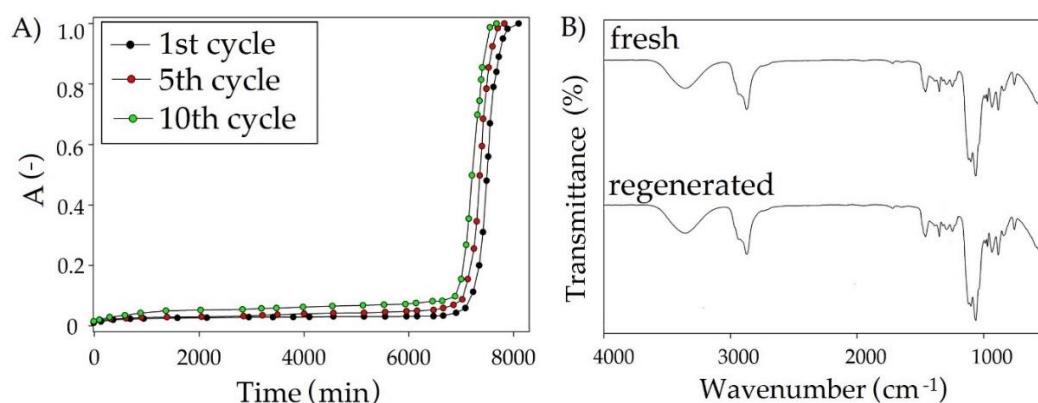 A)
1st cycle
5th cycle
10th cycle
A (-)
1.0
0.8
0.6
0.4
0.2
0
0
2000
4000
6000
8000
Time (min)
B)
fresh
regenerated
Transmittance (%)
4000
3000
2000
1000
Wavenumber (cm⁻¹)